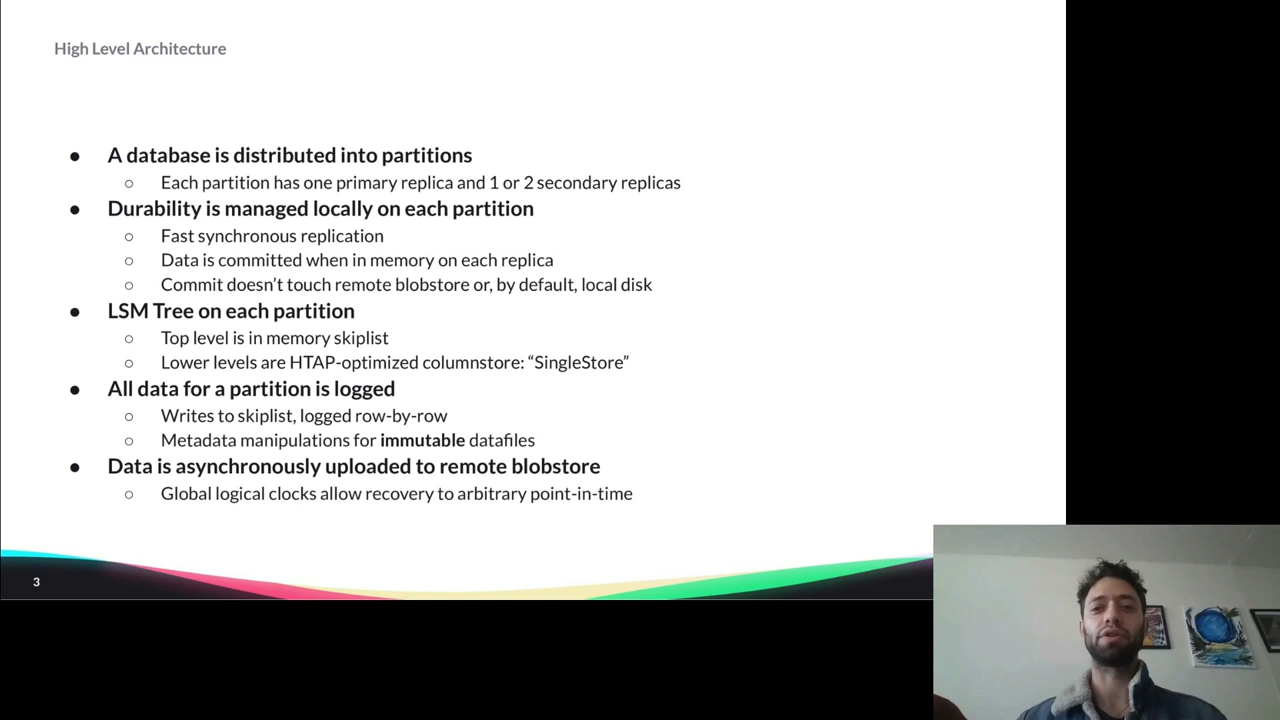 High Level Architecture
● A database is distributed into partitions
○ Each partition has one primary replica and 1 or 2 secondary replicas
● Durability is managed locally on each partition
○ Fast synchronous replication
○ Data is committed when in memory on each replica
○ Commit doesn’t touch remote blobstore or, by default, local disk
● LSM Tree on each partition
○ Top level is in memory skiplist
○ Lower levels are HTAP-optimized columnstore: “SingleStore”
● All data for a partition is logged
○ Writes to skiplist, logged row-by-row
○ Metadata manipulations for immutable datafiles
● Data is asynchronously uploaded to remote blobstore
○ Global logical clocks allow recovery to arbitrary point-in-time
3